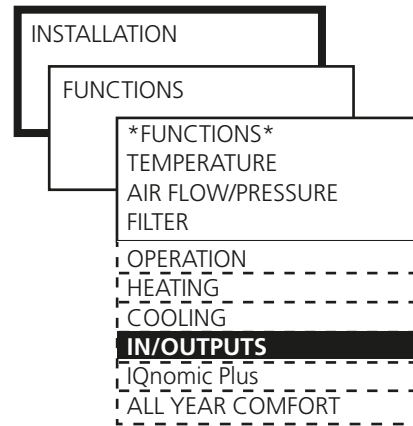 INSTALLATION
FUNCTIONS
*FUNCTIONS*
TEMPERATURE
AIR FLOW/PRESSURE
FILTER
OPERATION
HEATING
COOLING
IN/OUTPUTS
IQnomic Plus
ALL YEAR COMFORT